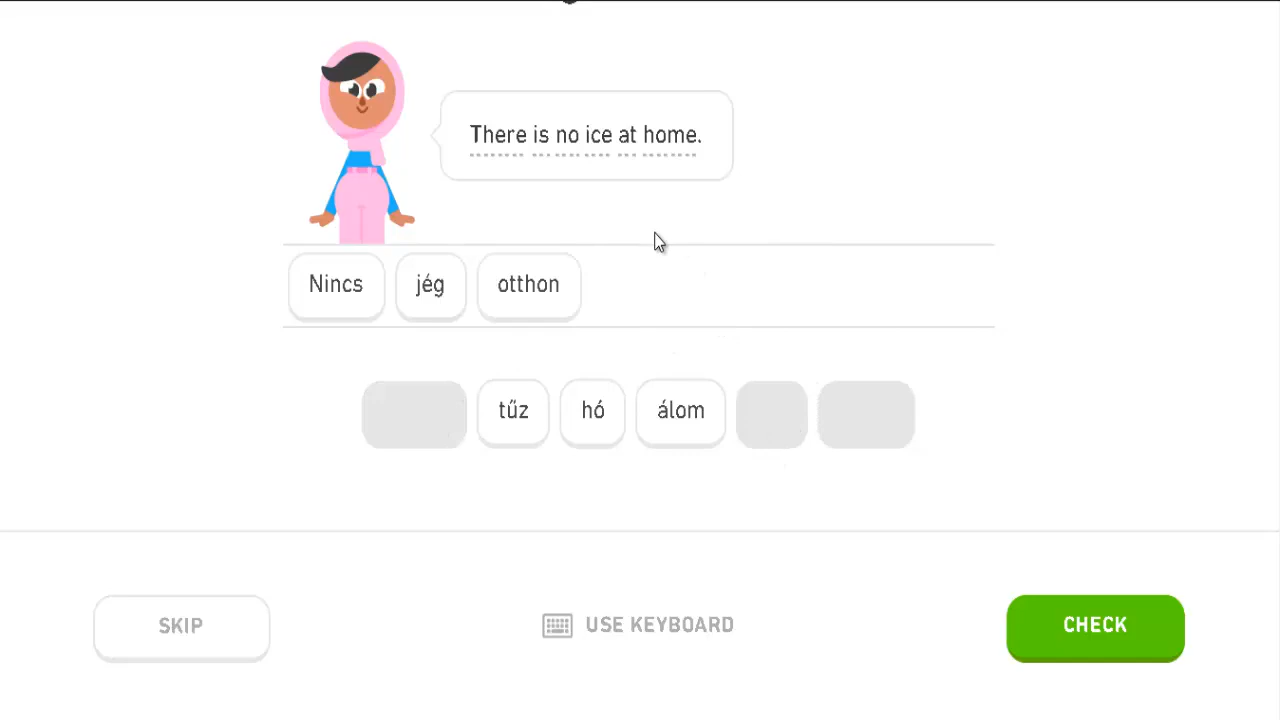 There is no ice at home.
Nincs jég otthon
tűz hó álom
SKIP USE KEYBOARD CHECK